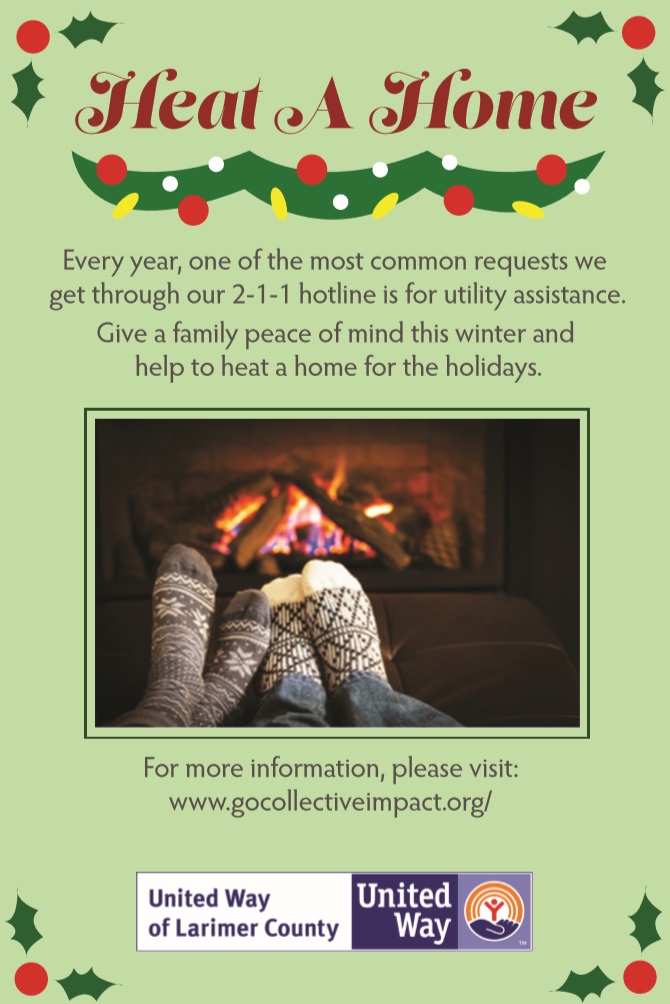 Heat A Home
Every year, one of the most common requests we
get through our 2-1-1 hotline is for utility assistance.
Give a family peace of mind this winter and
help to heat a home for the holidays.
For more information, please visit:
www.gocollectiveimpact.org/
United Way
of Larimer County
United
Way
TM